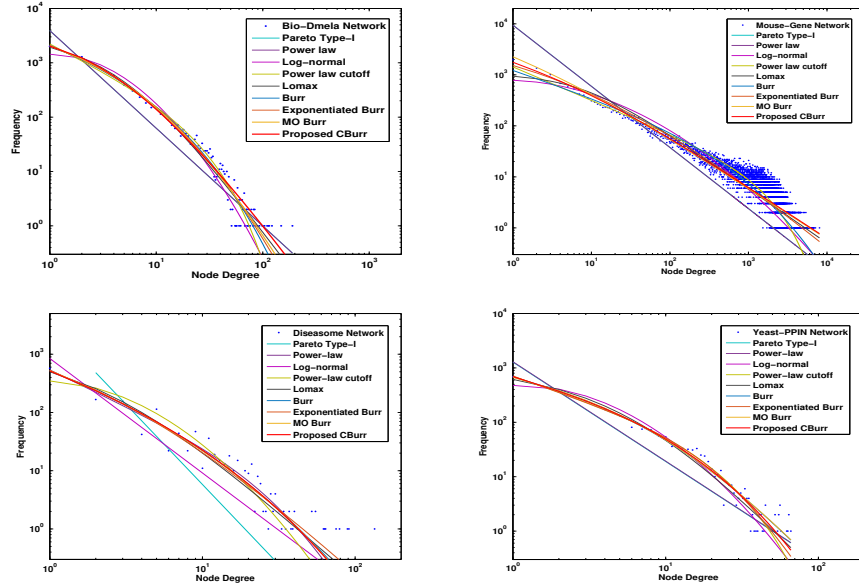 10^4
10^3
10^2
10^1
10^0
Frequency
10^0
10^1
10^2
10^3
Node Degree
Bio−Dmela Network
Pareto Type−I
Power law
Log−normal
Power law cutoff
Lomax
Burr
Exponentiated Burr
MO Burr
Proposed CBurr
10^4
10^3
10^2
10^1
10^0
Frequency
10^0
10^1
10^2
10^3
10^4
Node Degree
Mouse−Gene Network
Pareto Type−I
Power law
Log−normal
Power law cutoff
Lomax
Burr
Exponentiated Burr
MO Burr
Proposed CBurr
10^3
10^2
10^1
10^0
Frequency
10^0
10^1
10^2
Node Degree
Diseasome Network
Pareto Type−I
Power−law
Log−normal
Power−law cutoff
Lomax
Burr
Exponentiated Burr
MO Burr
Proposed CBurr
10^4
10^3
10^2
10^1
10^0
Frequency
10^0
10^1
10^2
Node Degree
Yeast−PPIN Network
Pareto Type−I
Power−law
Log−normal
Power−law cutoff
Lomax
Burr
Exponentiated Burr
MO Burr
Proposed CBurr